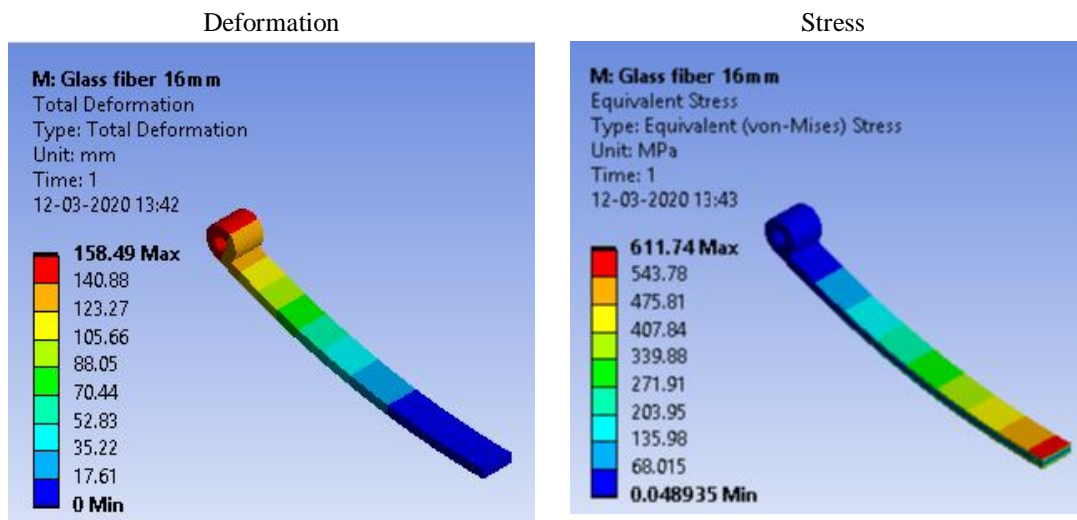 Deformation
M: Glass fiber 16mm
Total Deformation
Type: Total Deformation
Unit: mm
Time: 1
12-03-2020 13:42
158.49 Max
140.88
123.27
105.66
88.05
70.44
52.83
35.22
17.61
0 Min
Stress
M: Glass fiber 16mm
Equivalent Stress
Type: Equivalent (von-Mises) Stress
Unit: MPa
Time: 1
12-03-2020 13:43
611.74 Max
543.78
475.81
407.84
339.88
271.91
203.95
135.98
68.015
0.048935 Min